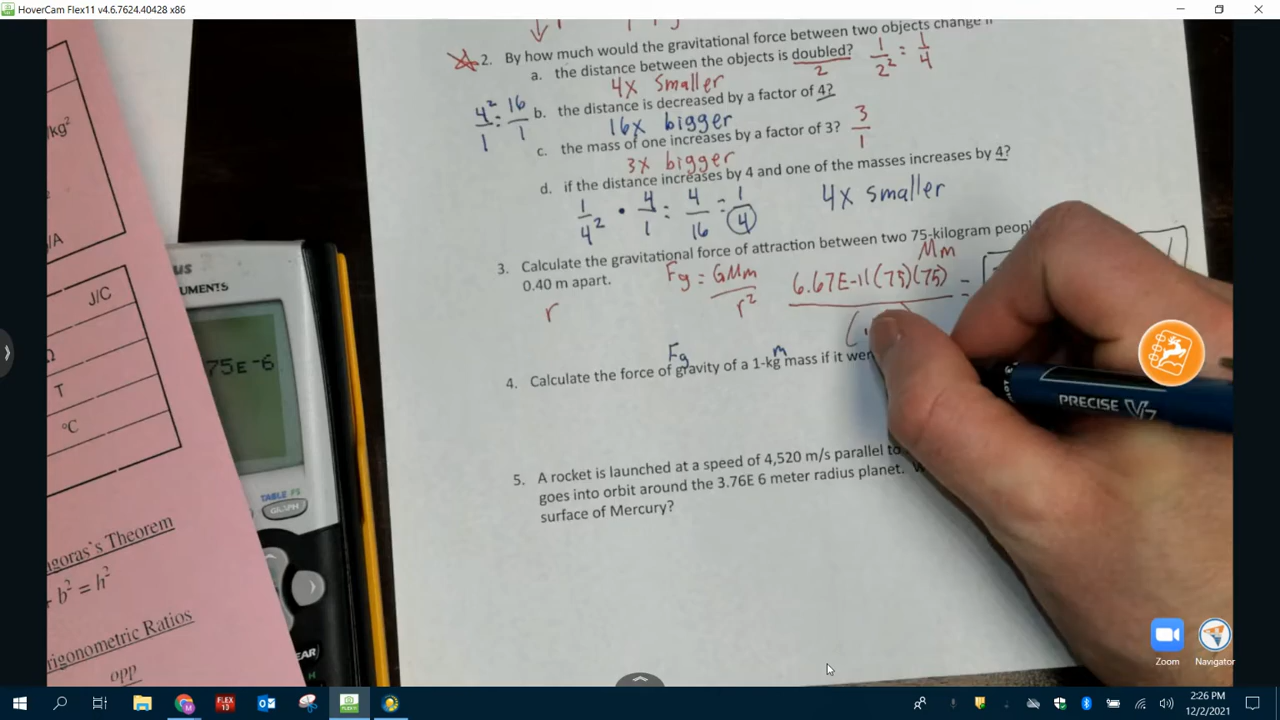 HoverCam Flex11 v4.6.7624.40428 x86
2. By how much would the gravitational force between two objects change if
a. the distance between the objects is doubled?
1/2² = 1/4
2
4x smaller
4²/1 = 16/1
b. the distance is decreased by a factor of 4?
16x bigger
c. the mass of one increases by a factor of 3?
3/1
3x bigger
d. if the distance increases by 4 and one of the masses increases by 4?
1/4² · 4/1 = 4/16 = 1/4
4x smaller
3. Calculate the gravitational force of attraction between two 75-kilogram peopl
0.40 m apart.
Mm
r
Fg = GMm/r²
6.67E-11(75)(75) =
Fg
m
4. Calculate the force of gravity of a 1-kg mass if it wer
5. A rocket is launched at a speed of 4,520 m/s parallel to
goes into orbit around the 3.76E 6 meter radius planet.
surface of Mercury?
/kg²
/A
J/C
Ω
T
°C
goras's Theorem
b² = h²
igonometric Ratios
opp
us
UMENTS
75E-6
TABLE F5
GRAPH
PILOT
PRECISE V7
Zoom
Navigator
2:26 PM
12/2/2021